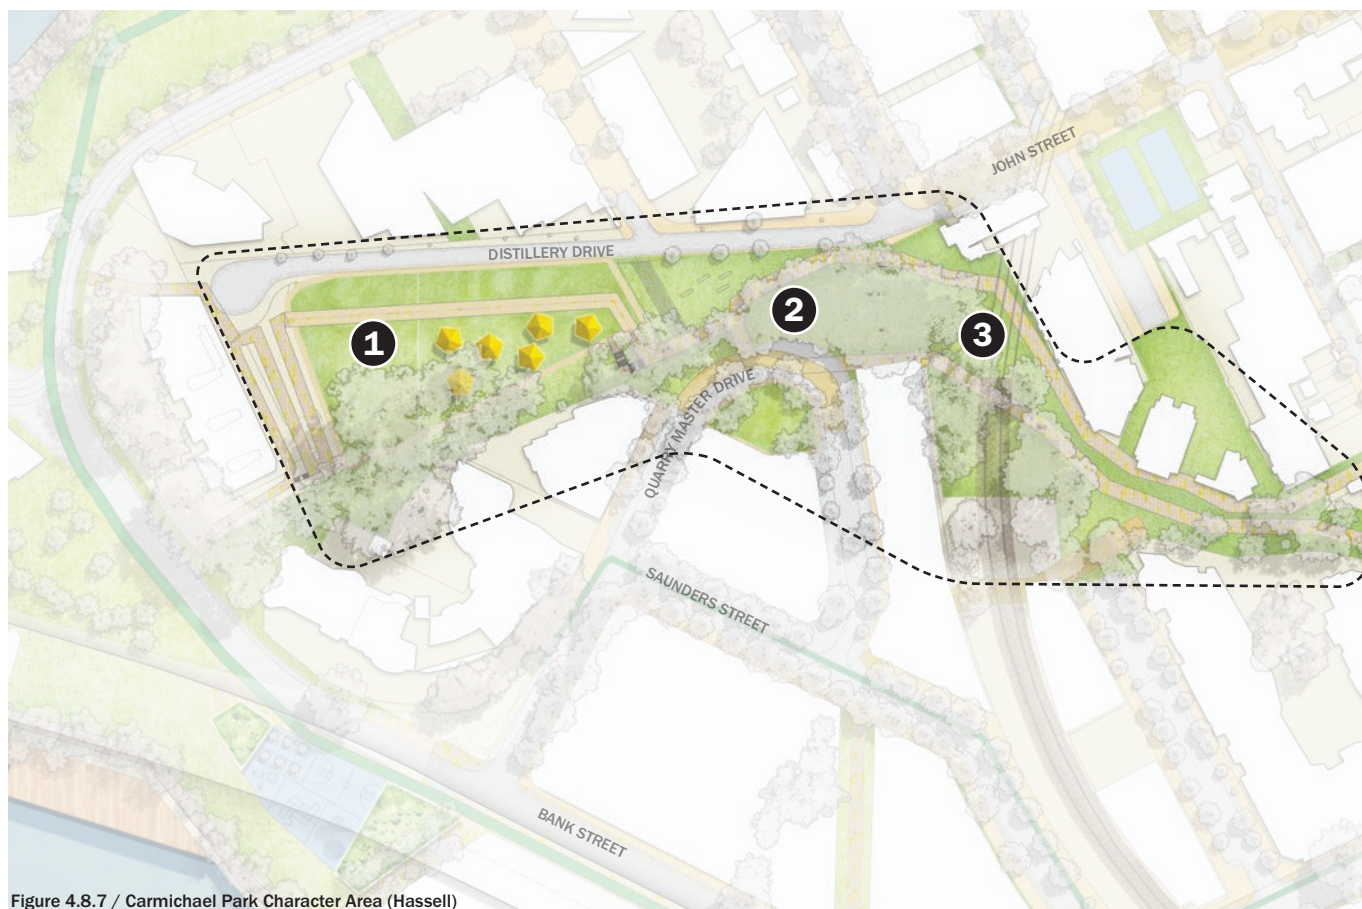 JOHN STREET
DISTILLERY DRIVE
1
2
3
QUARRY MASTER DRIVE
SAUNDERS STREET
BANK STREET
Figure 4.8.7 / Carmichael Park Character Area (Hassell)